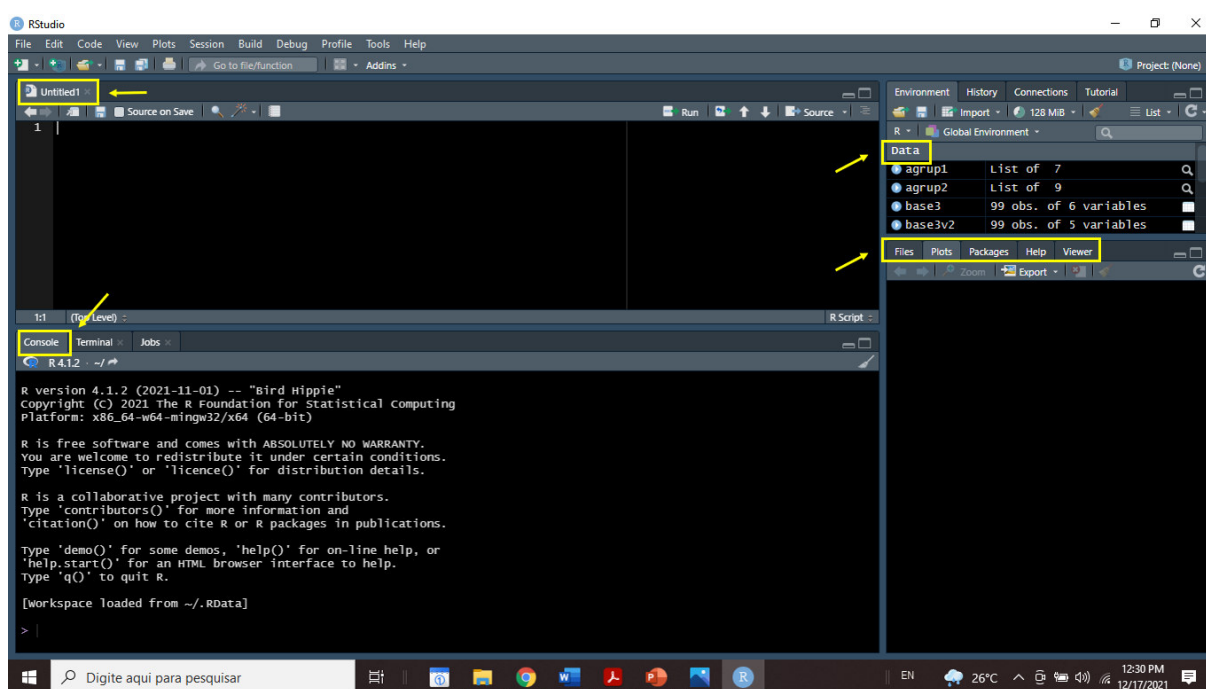 RStudio
File Edit Code View Plots Session Build Debug Profile Tools Help
Go to file/function Addins Project: (None)
Untitled1
Source on Save Run Source
1
1:1 (Top Level) R Script
Console Terminal Jobs
R 4.1.2 · ~/
R version 4.1.2 (2021-11-01) -- "Bird Hippie"
Copyright (C) 2021 The R Foundation for Statistical Computing
Platform: x86_64-w64-mingw32/x64 (64-bit)
R is free software and comes with ABSOLUTELY NO WARRANTY.
You are welcome to redistribute it under certain conditions.
Type 'license()' or 'licence()' for distribution details.
R is a collaborative project with many contributors.
Type 'contributors()' for more information and
'citation()' on how to cite R or R packages in publications.
Type 'demo()' for some demos, 'help()' for on-line help, or
'help.start()' for an HTML browser interface to help.
Type 'q()' to quit R.
[Workspace loaded from ~/.RData]
>
Environment History Connections Tutorial
Import 128 MiB List
R Global Environment
Data
agrup1 List of 7
agrup2 List of 9
base3 99 obs. of 6 variables
base3v2 99 obs. of 5 variables
Files Plots Packages Help Viewer
Zoom Export
Digite aqui para pesquisar
EN 26°C 12:30 PM
12/17/2021